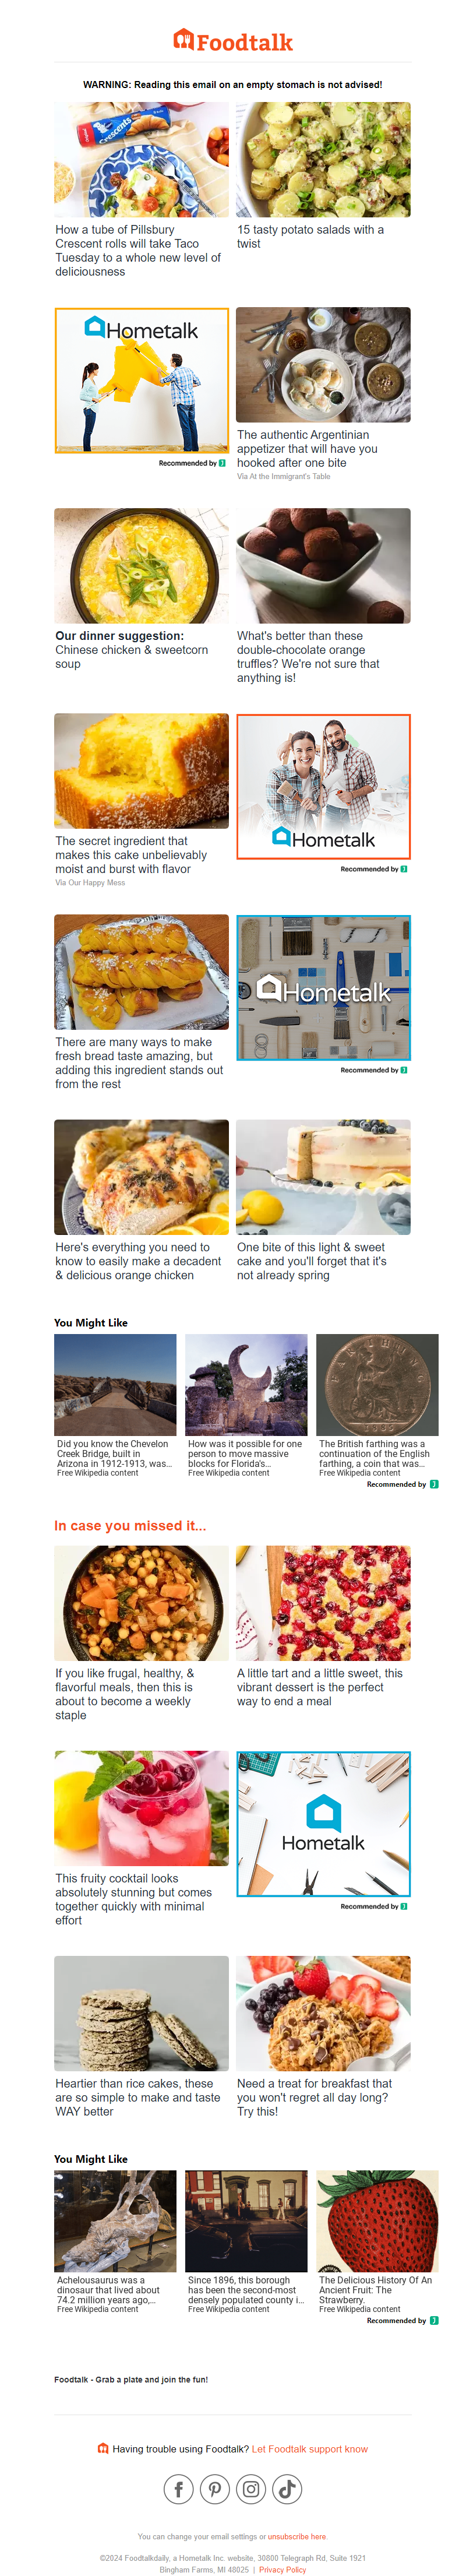 Foodtalk
WARNING: Reading this email on an empty stomach is not advised!
Crescents
How a tube of Pillsbury
Crescent rolls will take Taco
Tuesday to a whole new level of
deliciousness
15 tasty potato salads with a
twist
Hometalk
Recommended by
The authentic Argentinian
appetizer that will have you
hooked after one bite
Via At the Immigrant's Table
Our dinner suggestion:
Chinese chicken & sweetcorn
soup
What's better than these
double-chocolate orange
truffles? We're not sure that
anything is!
The secret ingredient that
makes this cake unbelievably
moist and burst with flavor
Via Our Happy Mess
Hometalk
Recommended by
There are many ways to make
fresh bread taste amazing, but
adding this ingredient stands out
from the rest
Hometalk
Recommended by
Here's everything you need to
know to easily make a decadent
& delicious orange chicken
One bite of this light & sweet
cake and you'll forget that it's
not already spring
You Might Like
FARTHING
Did you know the Chevelon
Creek Bridge, built in
Arizona in 1912-1913, was...
Free Wikipedia content
How was it possible for one
person to move massive
blocks for Florida's...
Free Wikipedia content
The British farthing was a
continuation of the English
farthing, a coin that was...
Free Wikipedia content
Recommended by
In case you missed it...
If you like frugal, healthy, &
flavorful meals, then this is
about to become a weekly
staple
A little tart and a little sweet, this
vibrant dessert is the perfect
way to end a meal
This fruity cocktail looks
absolutely stunning but comes
together quickly with minimal
effort
Hometalk
Recommended by
Heartier than rice cakes, these
are so simple to make and taste
WAY better
Need a treat for breakfast that
you won't regret all day long?
Try this!
You Might Like
Achelousaurus was a
dinosaur that lived about
74.2 million years ago,...
Free Wikipedia content
Since 1896, this borough
has been the second-most
densely populated county i...
Free Wikipedia content
The Delicious History Of An
Ancient Fruit: The
Strawberry.
Free Wikipedia content
Recommended by
Foodtalk - Grab a plate and join the fun!
Having trouble using Foodtalk? Let Foodtalk support know
You can change your email settings or unsubscribe here.
©2024 Foodtalkdaily, a Hometalk Inc. website, 30800 Telegraph Rd, Suite 1921
Bingham Farms, MI 48025 | Privacy Policy